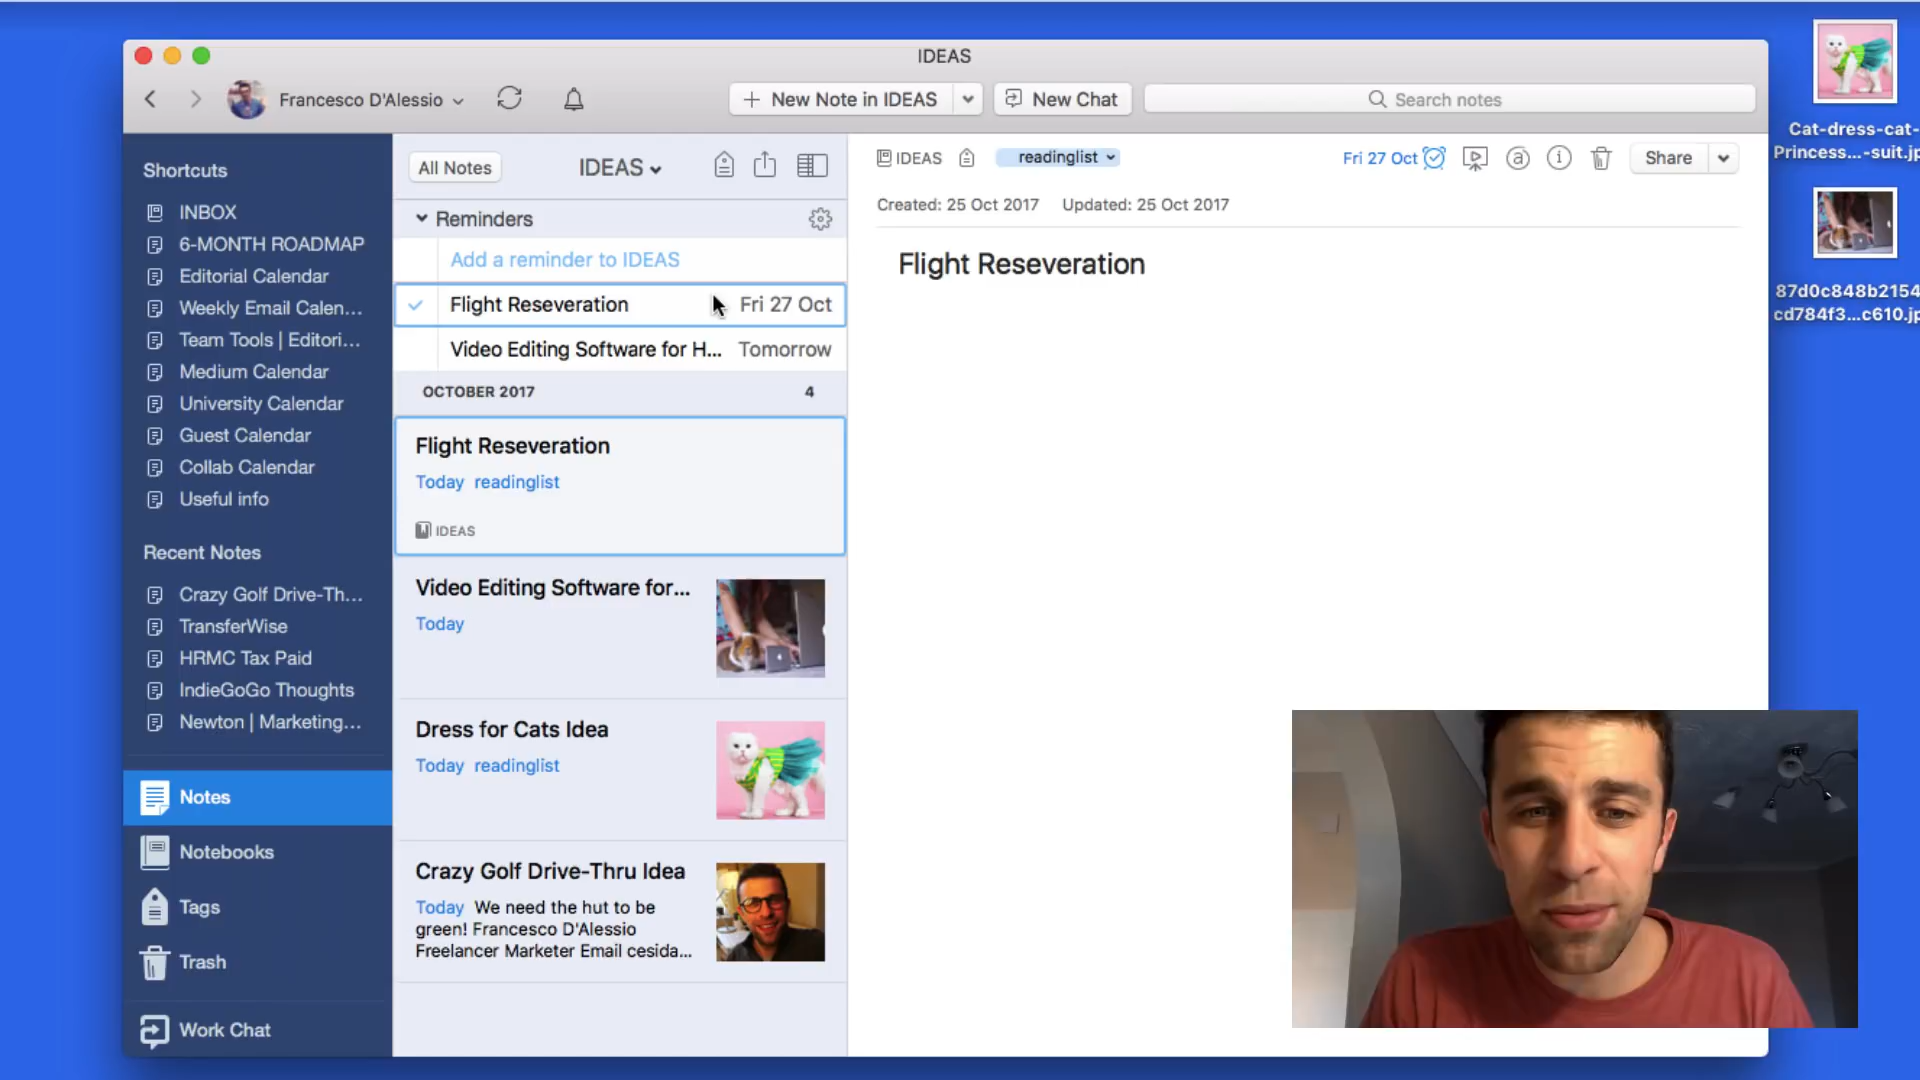 IDEAS
Francesco D'Alessio
New Note in IDEAS
New Chat
Search notes
Shortcuts
INBOX
6-MONTH ROADMAP
Editorial Calendar
Weekly Email Calen...
Team Tools | Editori...
Medium Calendar
University Calendar
Guest Calendar
Collab Calendar
Useful info
Recent Notes
Crazy Golf Drive-Th...
TransferWise
HRMC Tax Paid
IndieGoGo Thoughts
Newton | Marketing...
Notes
Notebooks
Tags
Trash
Work Chat
All Notes
IDEAS
Reminders
Add a reminder to IDEAS
Flight Reseveration Fri 27 Oct
Video Editing Software for H... Tomorrow
OCTOBER 2017 4
Flight Reseveration
Today readinglist
IDEAS
Video Editing Software for...
Today
Dress for Cats Idea
Today readinglist
Crazy Golf Drive-Thru Idea
Today We need the hut to be
green! Francesco D'Alessio
Freelancer Marketer Email cesida...
IDEAS
readinglist
Fri 27 Oct
Share
Created: 25 Oct 2017 Updated: 25 Oct 2017
Flight Reseveration
Cat-dress-cat-
Princess...-suit.jp
87d0c848b2154
cd784f3...c610.jp